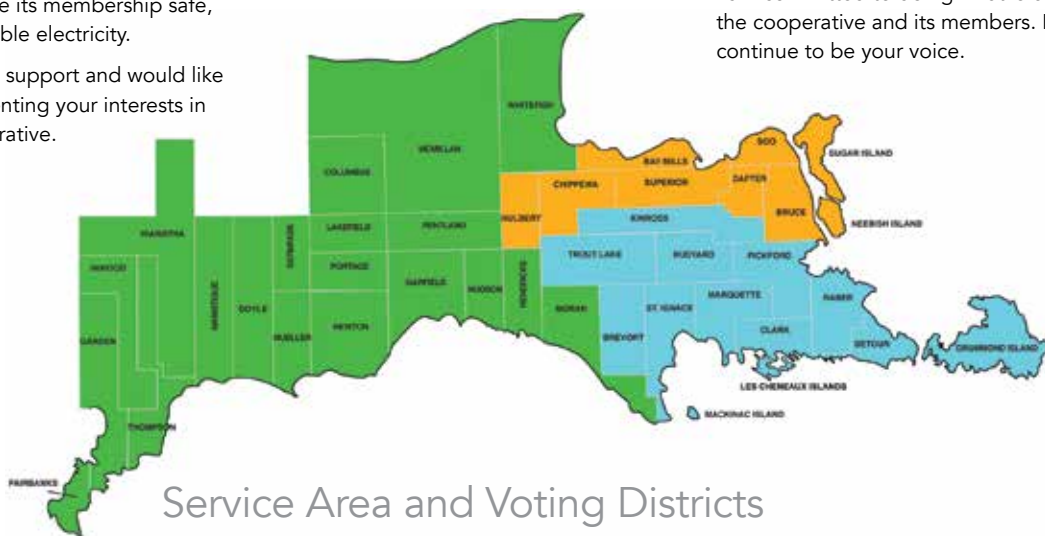 e its membership safe,
ble electricity.
support and would like
nting your interests in
rative.
the cooperative and its members.
continue to be your voice.
WHITEFISH
McMILLAN
COLUMBUS
SOO
SUGAR ISLAND
BAY MILLS
CHIPPEWA
SUPERIOR
DAFTER
HULBERT
BRUCE
NEEBISH ISLAND
KINROSS
LAKEFIELD
PENTLAND
HIAWATHA
TROUT LAKE
RUDYARD
PICKFORD
INWOOD
PORTAGE
GARFIELD
HUDSON
HENDRICKS
MANISTIQUE
DOYLE
GERMFASK
MUELLER
NEWTON
MORAN
ST. IGNACE
MARQUETTE
RABER
GARDEN
BREVORT
CLARK
DETOUR
DRUMMOND ISLAND
LES CHENEAUX ISLANDS
MACKINAC ISLAND
THOMPSON
FAIRBANKS
Service Area and Voting Districts